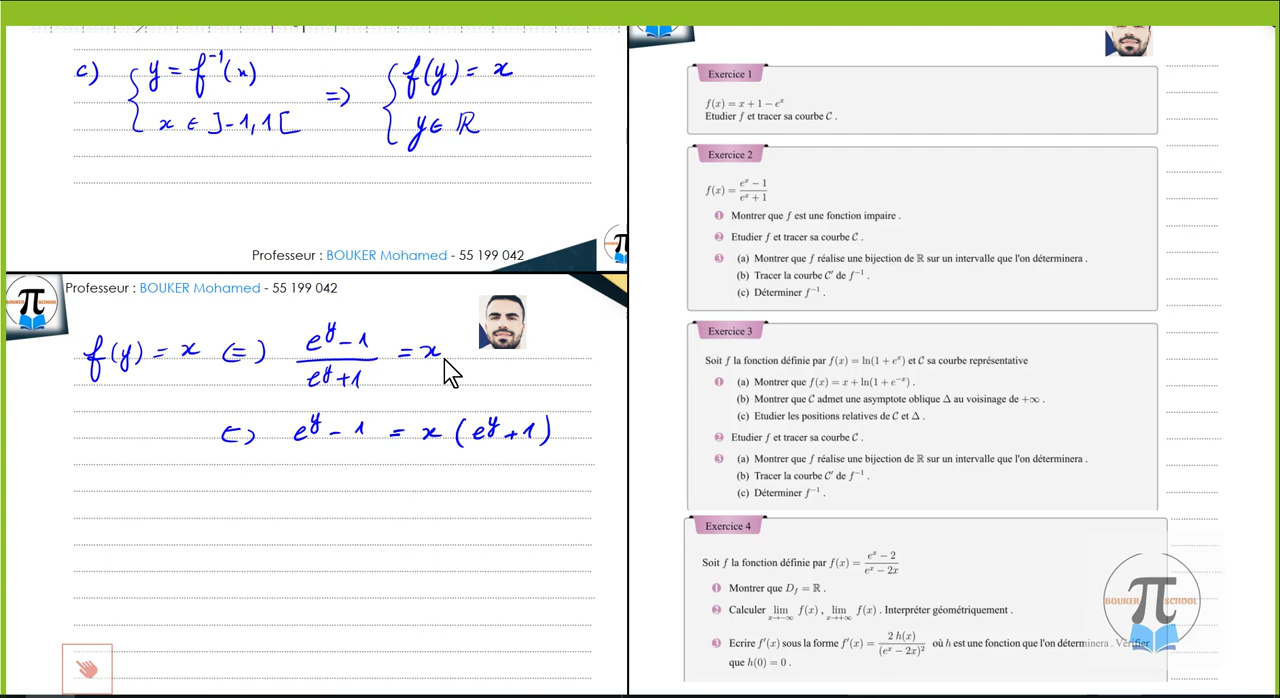 c) { y = f⁻¹(x) => { f(y) = x
x ∈ ]-1,1[ y ∈ ℝ
Professeur : BOUKER Mohamed - 55 199 042
Professeur : BOUKER Mohamed - 55 199 042
BOUKER SCHOOL
f(y) = x <=> (e^y - 1)/(e^y + 1) = x
<=> e^y - 1 = x (e^y + 1)
Exercice 1
f(x) = x + 1 − e^x
Etudier f et tracer sa courbe C .
Exercice 2
f(x) = (e^x − 1)/(e^x + 1)
1 Montrer que f est une fonction impaire .
2 Etudier f et tracer sa courbe C .
3 (a) Montrer que f réalise une bijection de ℝ sur un intervalle que l'on déterminera .
(b) Tracer la courbe C' de f⁻¹ .
(c) Déterminer f⁻¹ .
Exercice 3
Soit f la fonction définie par f(x) = ln(1 + e^x) et C sa courbe représentative
1 (a) Montrer que f(x) = x + ln(1 + e^−x) .
(b) Montrer que C admet une asymptote oblique Δ au voisinage de +∞ .
(c) Etudier les positions relatives de C et Δ .
2 Etudier f et tracer sa courbe C .
3 (a) Montrer que f réalise une bijection de ℝ sur un intervalle que l'on déterminera .
(b) Tracer la courbe C' de f⁻¹ .
(c) Déterminer f⁻¹ .
Exercice 4
Soit f la fonction définie par f(x) = (e^x − 2)/(e^x − 2x)
1 Montrer que D_f = ℝ .
2 Calculer lim x→−∞ f(x) , lim x→+∞ f(x) . Interpréter géométriquement .
3 Ecrire f'(x) sous la forme f'(x) = 2 h(x)/(e^x − 2x)² où h est une fonction que l'on déterminera . Vérifier
que h(0) = 0 .
BOUKER SCHOOL